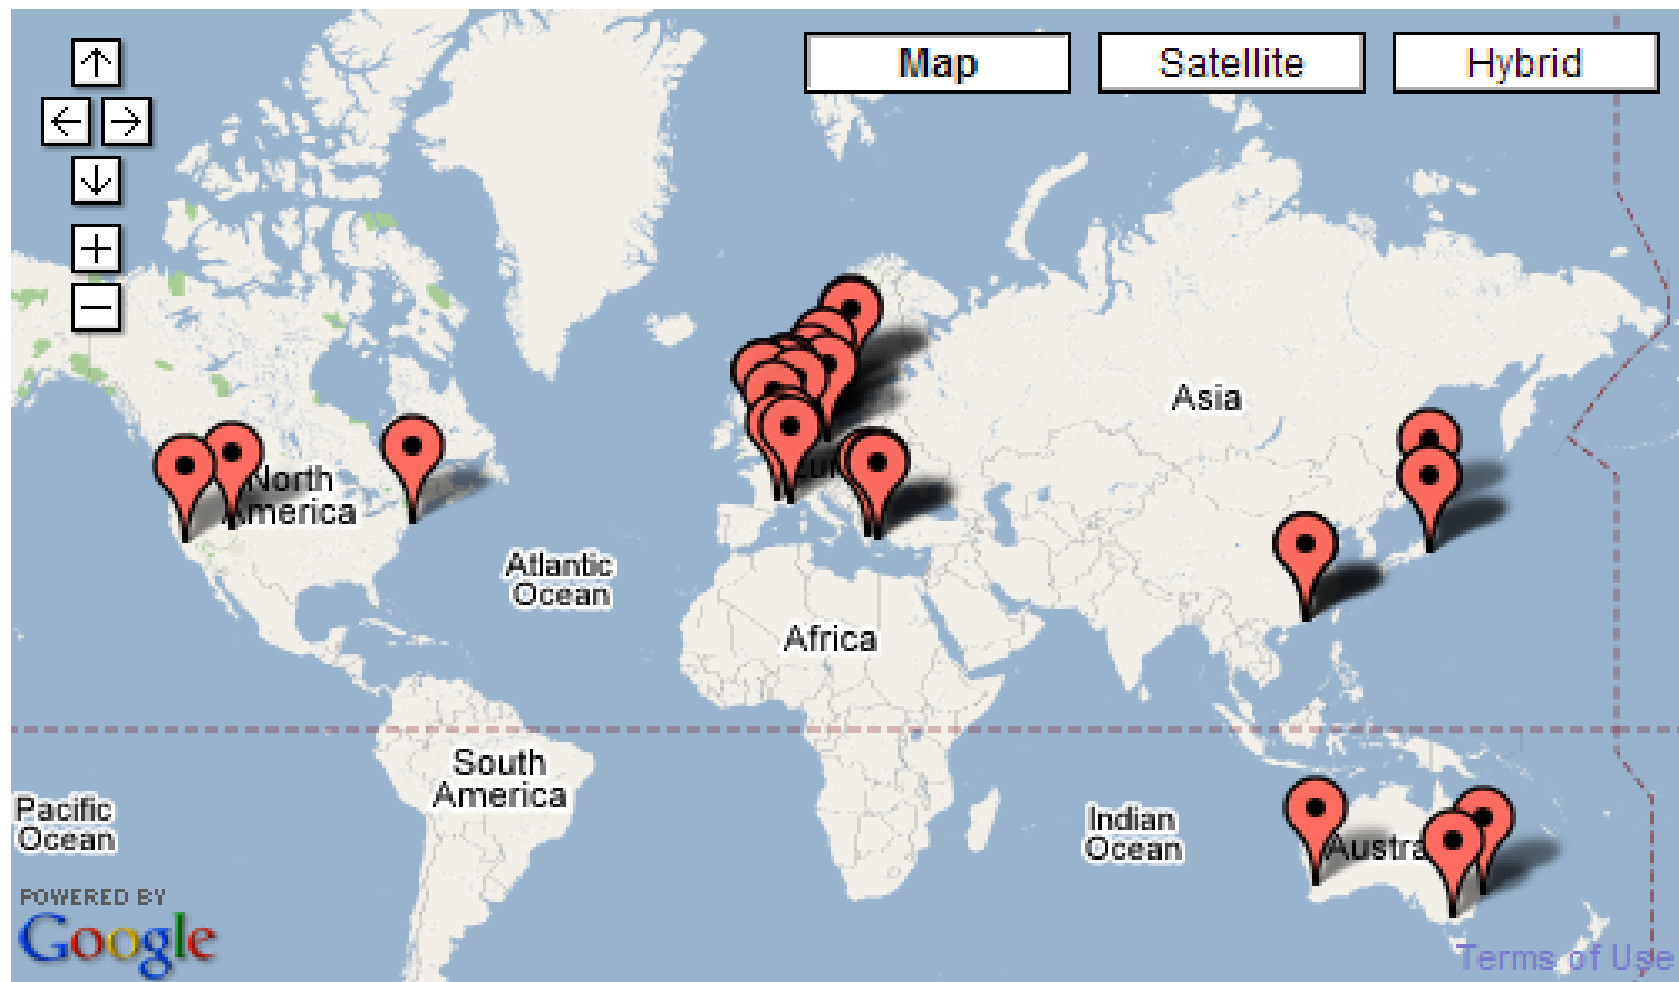 Map
Satellite
Hybrid
Asia
North
America
Atlantic
Ocean
Africa
South
America
Pacific
Ocean
Indian
Ocean
POWERED BY
Google
Terms of Use